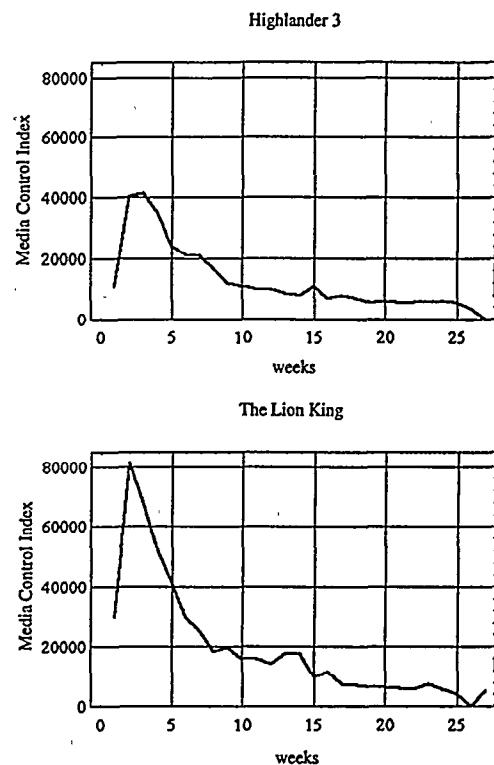 Highlander 3
Media Control Index
80000
60000
40000
20000
0
0 5 10 15 20 25
weeks
The Lion King
Media Control Index
80000
60000
40000
20000
0
0 5 10 15 20 25
weeks